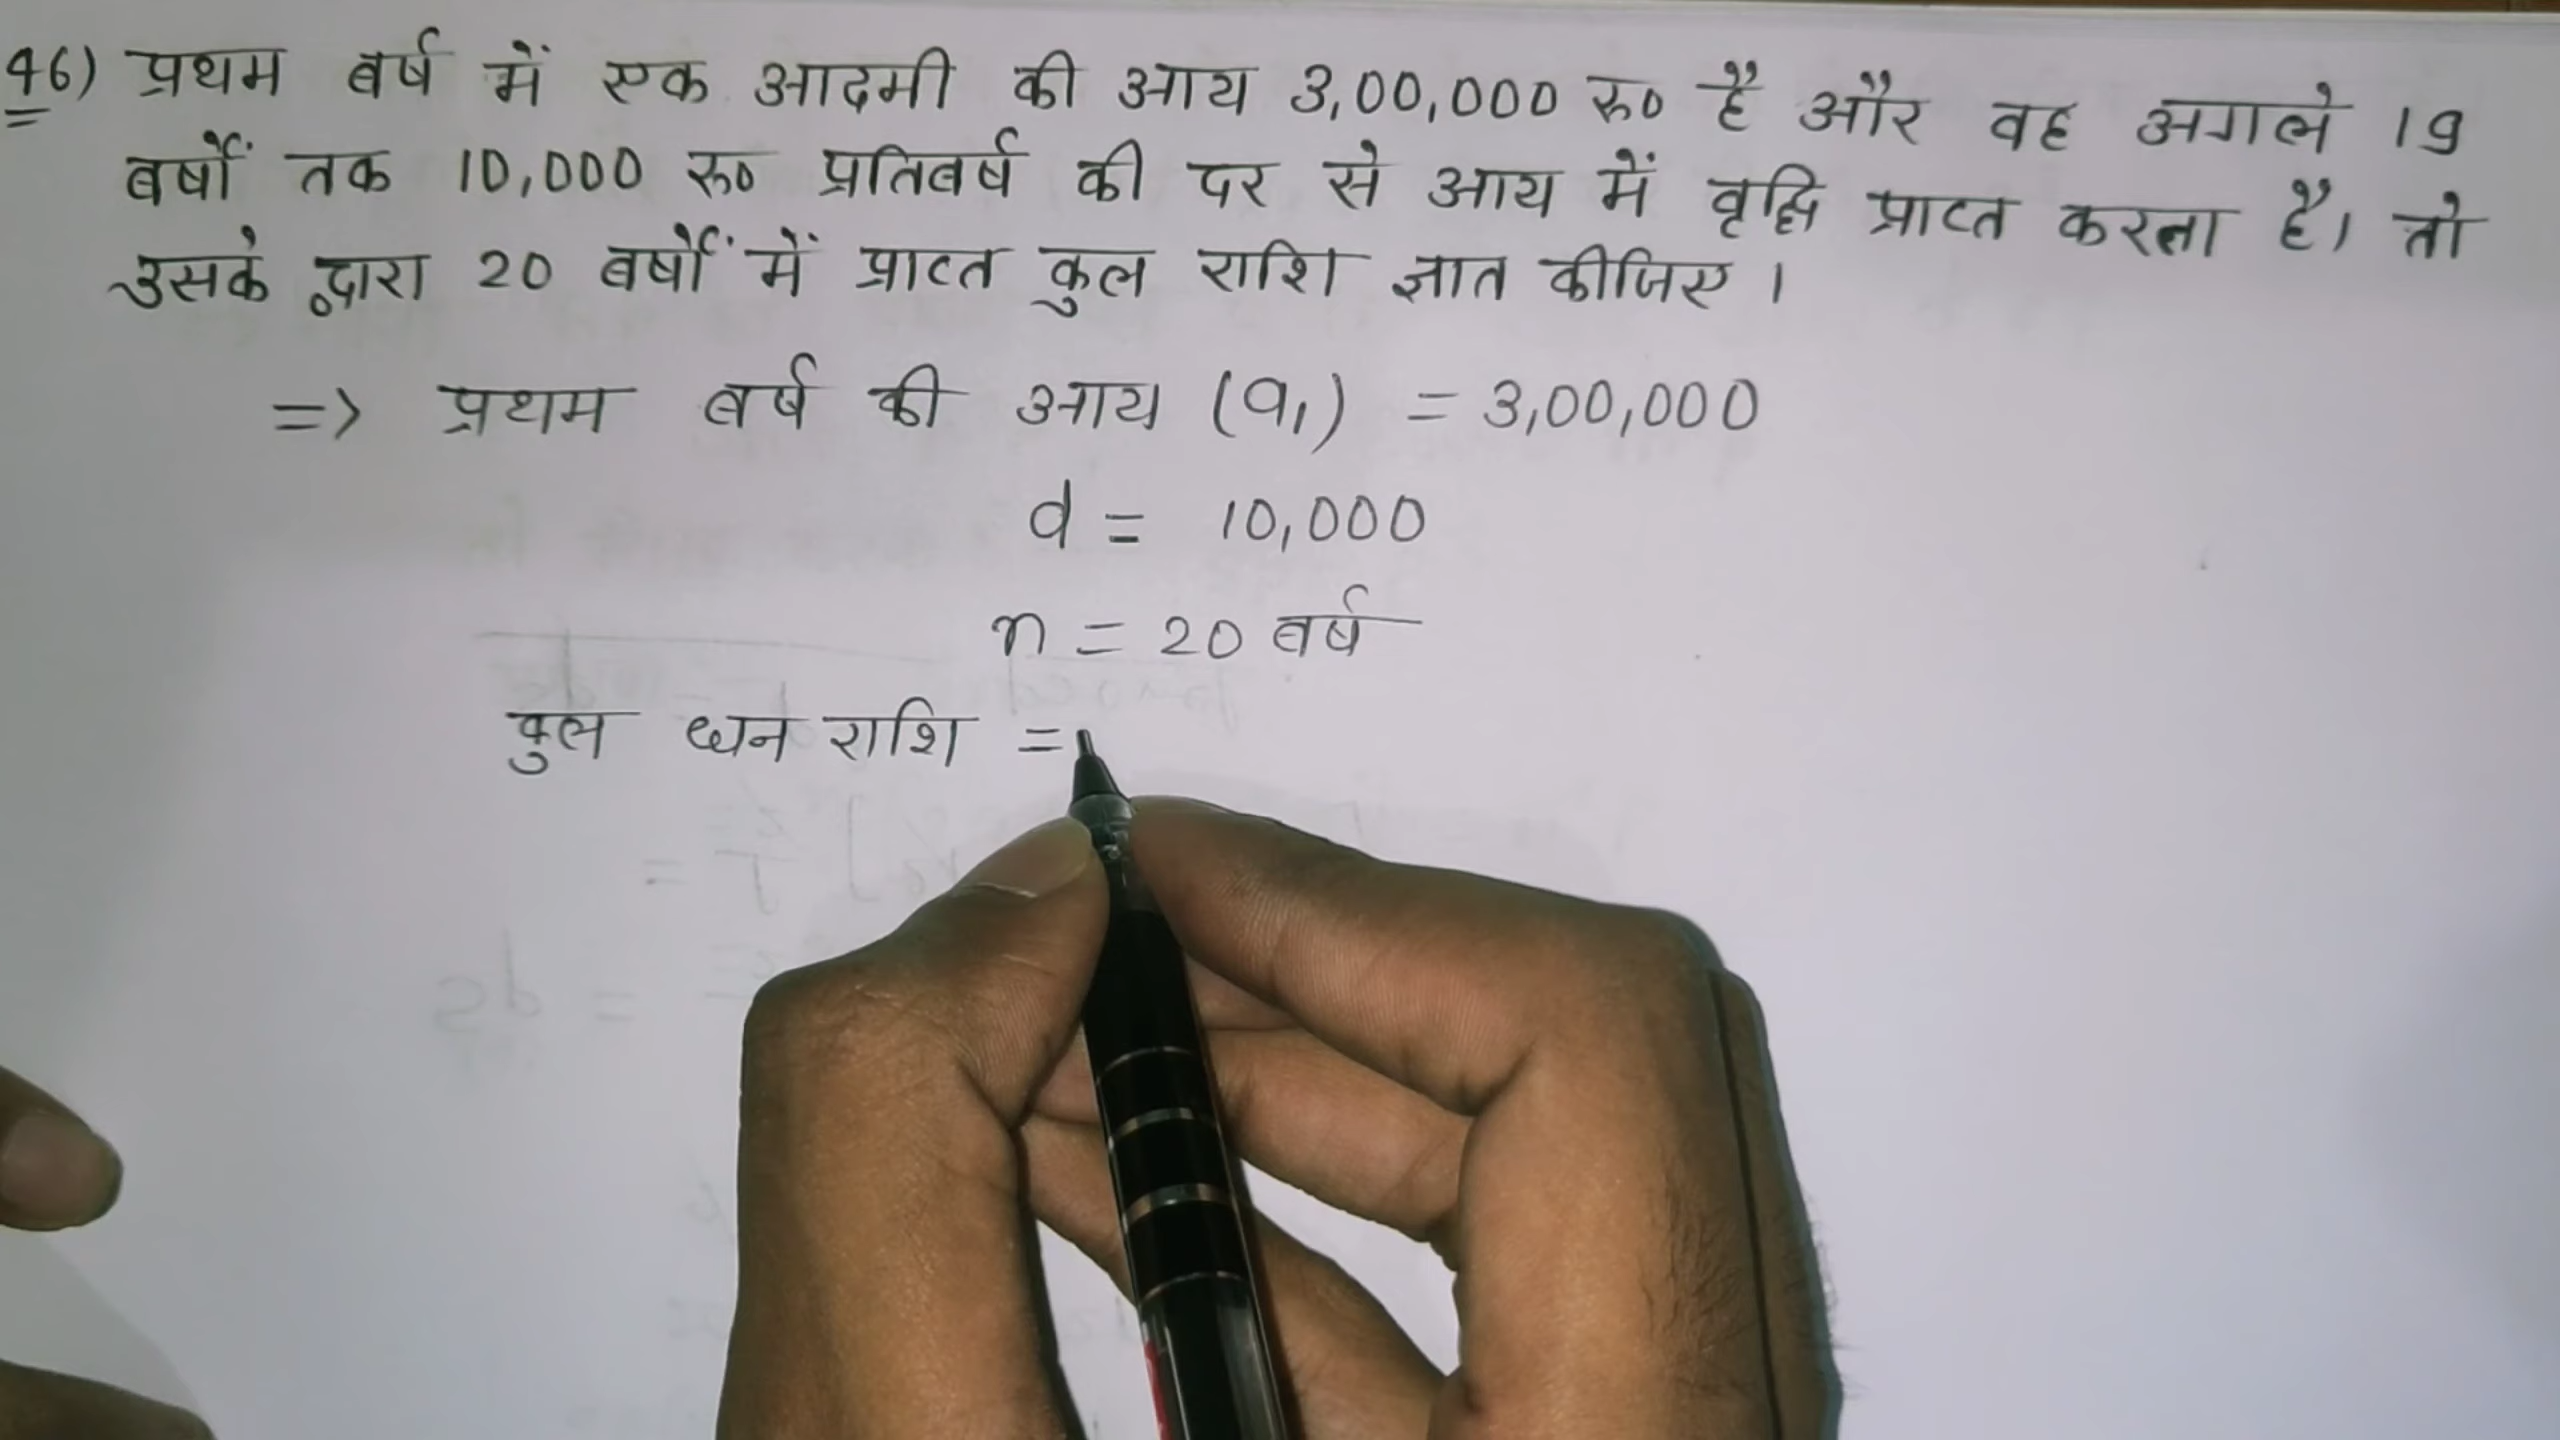 46) प्रथम वर्ष में एक आदमी की आय 3,00,000 रू० है और वह अगले 19
वर्षों तक 10,000 रू० प्रतिवर्ष की दर से आय में वृद्धि प्राप्त करता है। तो
उसके द्वारा 20 वर्षों में प्राप्त कुल राशि ज्ञात कीजिए।
=> प्रथम वर्ष की आय (a₁) = 3,00,000
d = 10,000
n = 20 वर्ष
कुल धन राशि =